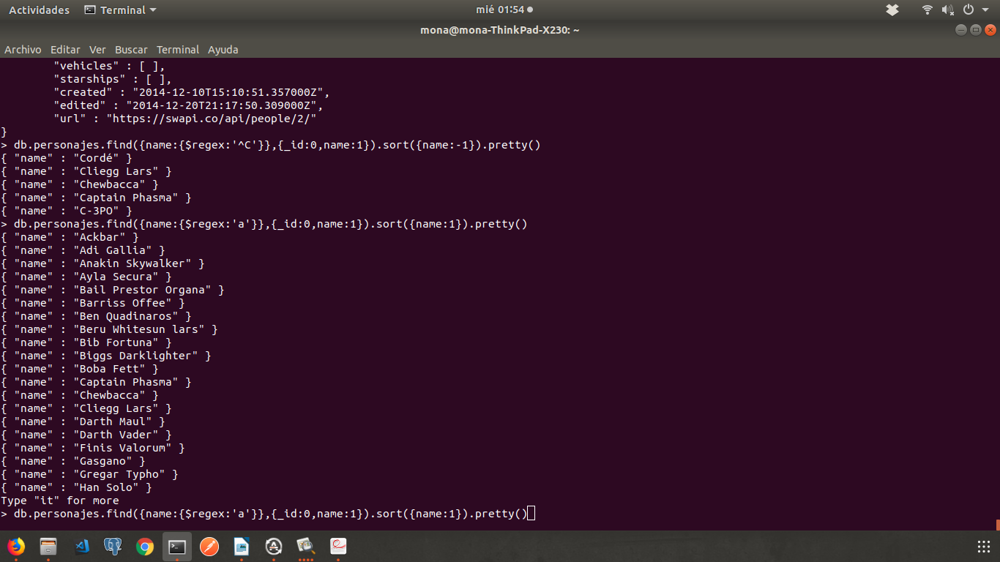 Actividades Terminal mié 01:54
mona@mona-ThinkPad-X230: ~
Archivo Editar Ver Buscar Terminal Ayuda
        "vehicles" : [ ],
        "starships" : [ ],
        "created" : "2014-12-10T15:10:51.357000Z",
        "edited" : "2014-12-20T21:17:50.309000Z",
        "url" : "https://swapi.co/api/people/2/"
}
> db.personajes.find({name:{$regex:'^C'}},{_id:0,name:1}).sort({name:-1}).pretty()
{ "name" : "Cordé" }
{ "name" : "Cliegg Lars" }
{ "name" : "Chewbacca" }
{ "name" : "Captain Phasma" }
{ "name" : "C-3PO" }
> db.personajes.find({name:{$regex:'a'}},{_id:0,name:1}).sort({name:1}).pretty()
{ "name" : "Ackbar" }
{ "name" : "Adi Gallia" }
{ "name" : "Anakin Skywalker" }
{ "name" : "Ayla Secura" }
{ "name" : "Bail Prestor Organa" }
{ "name" : "Barriss Offee" }
{ "name" : "Ben Quadinaros" }
{ "name" : "Beru Whitesun lars" }
{ "name" : "Bib Fortuna" }
{ "name" : "Biggs Darklighter" }
{ "name" : "Boba Fett" }
{ "name" : "Captain Phasma" }
{ "name" : "Chewbacca" }
{ "name" : "Cliegg Lars" }
{ "name" : "Darth Maul" }
{ "name" : "Darth Vader" }
{ "name" : "Finis Valorum" }
{ "name" : "Gasgano" }
{ "name" : "Gregar Typho" }
{ "name" : "Han Solo" }
Type "it" for more
> db.personajes.find({name:{$regex:'a'}},{_id:0,name:1}).sort({name:1}).pretty()